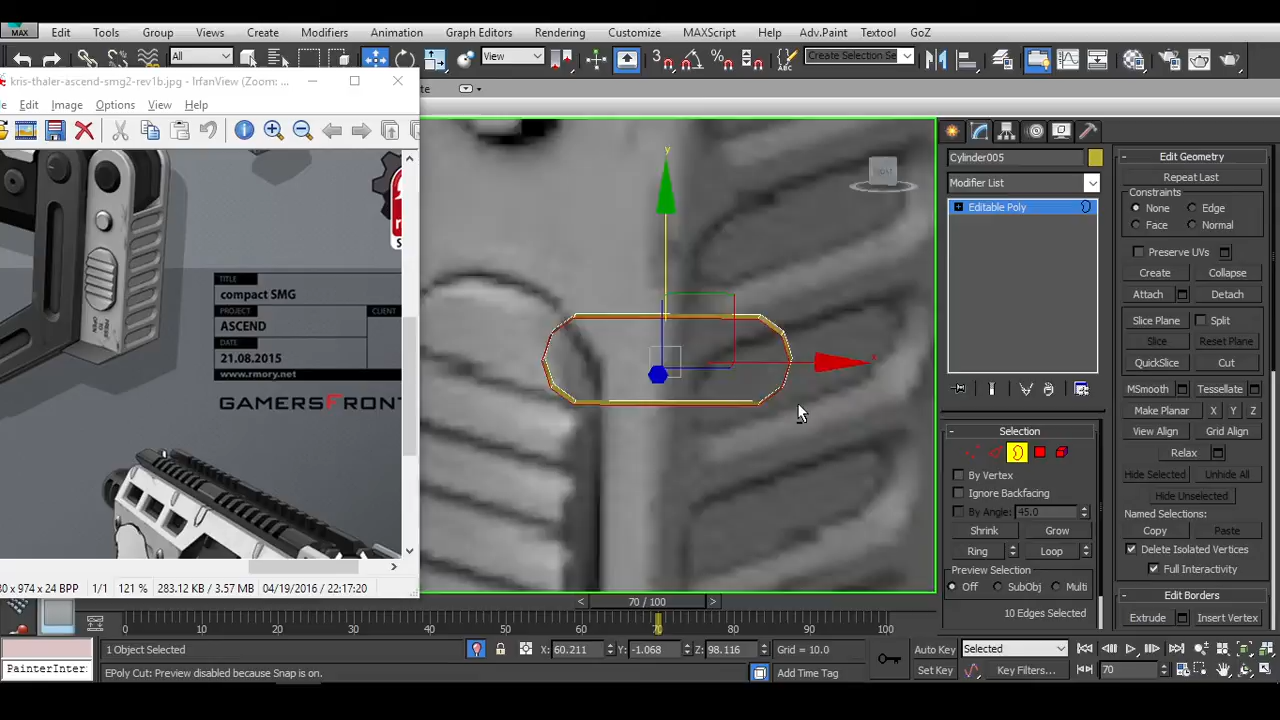 MAX Edit Tools Group Views Create Modifiers Animation Graph Editors Rendering Customize MAXScript Help Adv.Paint Textool GoZ
All View 3 Create Selection Se
kris-thaler-ascend-smg2-rev1b.jpg - IrfanView (Zoom: ...
Edit Image Options View Help
TITLE
compact SMG
PROJECT CLIENT
ASCEND
DATE
21.08.2015
www.rmory.net
GAMERSFRONT
PRESS TO OPEN
974 x 24 BPP 1/1 121 % 283.12 KB / 3.57 MB 04/19/2016 / 22:17:20
y
x
Cylinder005
Modifier List
Editable Poly
Selection
By Vertex
Ignore Backfacing
By Angle: 45.0
Shrink Grow
Ring Loop
Preview Selection
Off SubObj Multi
10 Edges Selected
Edit Geometry
Repeat Last
Constraints
None Edge
Face Normal
Preserve UVs
Create Collapse
Attach Detach
Slice Plane Split
Slice Reset Plane
QuickSlice Cut
MSmooth Tessellate
Make Planar X Y Z
View Align Grid Align
Relax
Hide Selected Unhide All
Hide Unselected
Named Selections:
Copy Paste
Delete Isolated Vertices
Full Interactivity
Edit Borders
Extrude Insert Vertex
< 70 / 100 >
0 10 20 30 40 50 60 70 80 90 100
1 Object Selected X: 60.211 Y: -1.068 Z: 98.116 Grid = 10.0 Auto Key Selected
PainterInter EPoly Cut: Preview disabled because Snap is on. Add Time Tag Set Key Key Filters... 70